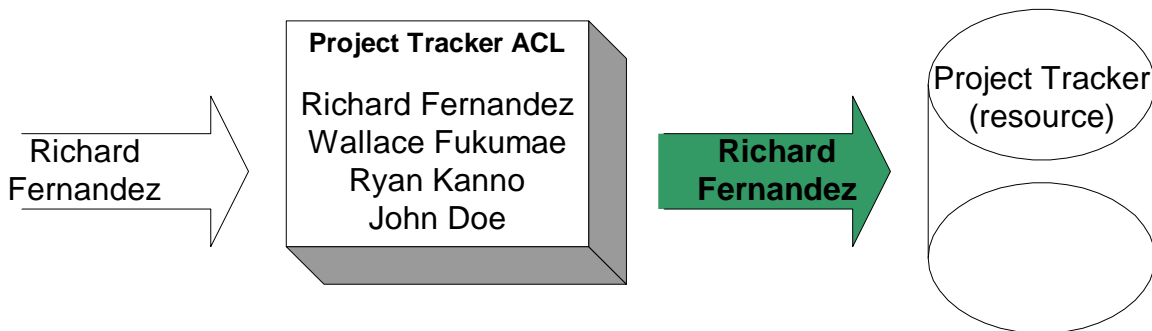 Richard
Fernandez
Project Tracker ACL
Richard Fernandez
Wallace Fukumae
Ryan Kanno
John Doe
Richard
Fernandez
Project Tracker
(resource)